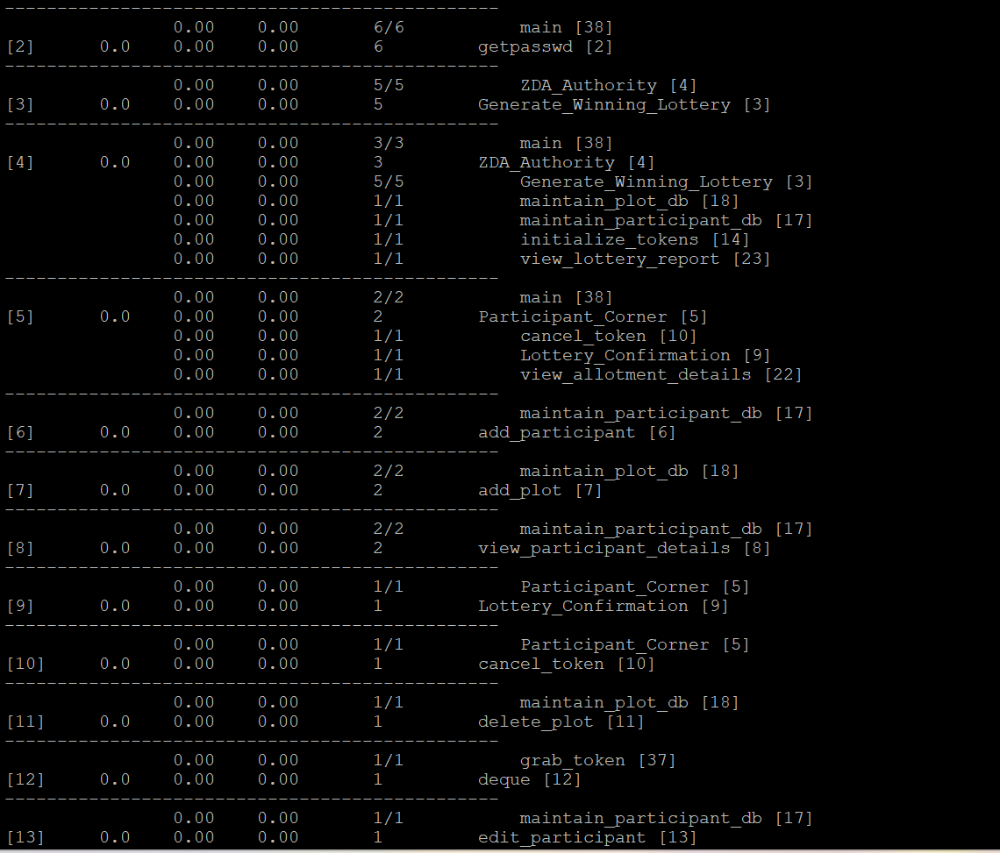 -----------------------------------------------
                0.00    0.00       6/6           main [38]
[2]      0.0    0.00    0.00       6         getpasswd [2]
-----------------------------------------------
                0.00    0.00       5/5           ZDA_Authority [4]
[3]      0.0    0.00    0.00       5         Generate_Winning_Lottery [3]
-----------------------------------------------
                0.00    0.00       3/3           main [38]
[4]      0.0    0.00    0.00       3         ZDA_Authority [4]
                0.00    0.00       5/5           Generate_Winning_Lottery [3]
                0.00    0.00       1/1           maintain_plot_db [18]
                0.00    0.00       1/1           maintain_participant_db [17]
                0.00    0.00       1/1           initialize_tokens [14]
                0.00    0.00       1/1           view_lottery_report [23]
-----------------------------------------------
                0.00    0.00       2/2           main [38]
[5]      0.0    0.00    0.00       2         Participant_Corner [5]
                0.00    0.00       1/1           cancel_token [10]
                0.00    0.00       1/1           Lottery_Confirmation [9]
                0.00    0.00       1/1           view_allotment_details [22]
-----------------------------------------------
                0.00    0.00       2/2           maintain_participant_db [17]
[6]      0.0    0.00    0.00       2         add_participant [6]
-----------------------------------------------
                0.00    0.00       2/2           maintain_plot_db [18]
[7]      0.0    0.00    0.00       2         add_plot [7]
-----------------------------------------------
                0.00    0.00       2/2           maintain_participant_db [17]
[8]      0.0    0.00    0.00       2         view_participant_details [8]
-----------------------------------------------
                0.00    0.00       1/1           Participant_Corner [5]
[9]      0.0    0.00    0.00       1         Lottery_Confirmation [9]
-----------------------------------------------
                0.00    0.00       1/1           Participant_Corner [5]
[10]     0.0    0.00    0.00       1         cancel_token [10]
-----------------------------------------------
                0.00    0.00       1/1           maintain_plot_db [18]
[11]     0.0    0.00    0.00       1         delete_plot [11]
-----------------------------------------------
                0.00    0.00       1/1           grab_token [37]
[12]     0.0    0.00    0.00       1         deque [12]
-----------------------------------------------
                0.00    0.00       1/1           maintain_participant_db [17]
[13]     0.0    0.00    0.00       1         edit_participant [13]